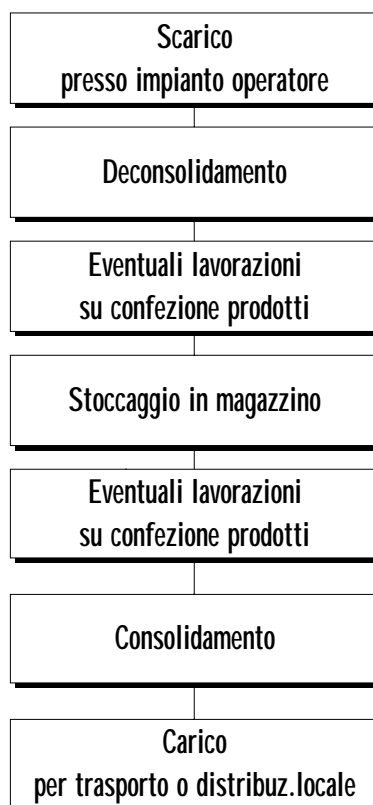 Scarico
presso impianto operatore
Deconsolidamento
Eventuali lavorazioni
su confezione prodotti
Stoccaggio in magazzino
Eventuali lavorazioni
su confezione prodotti
Consolidamento
Carico
per trasporto o distribuz.locale